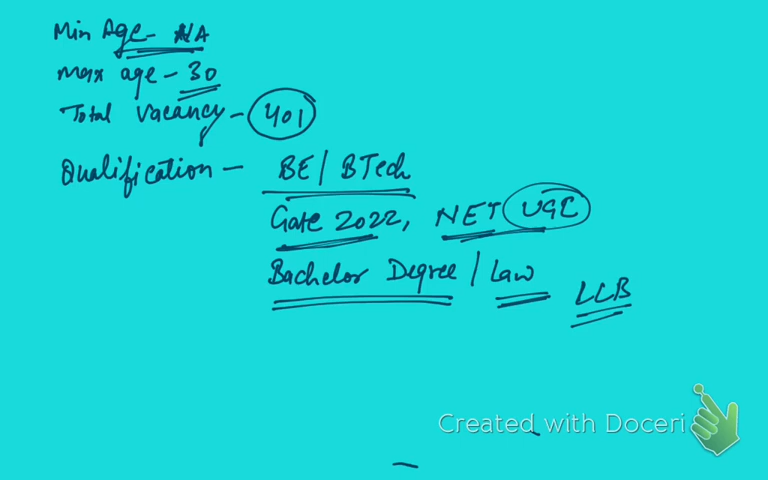 Min Age - NA
Max age - 30
Total Vacancy - 401
Qualification - BE / BTech
Gate 2022, NET UGC
Bachelor Degree / Law
LLB
Created with Doceri